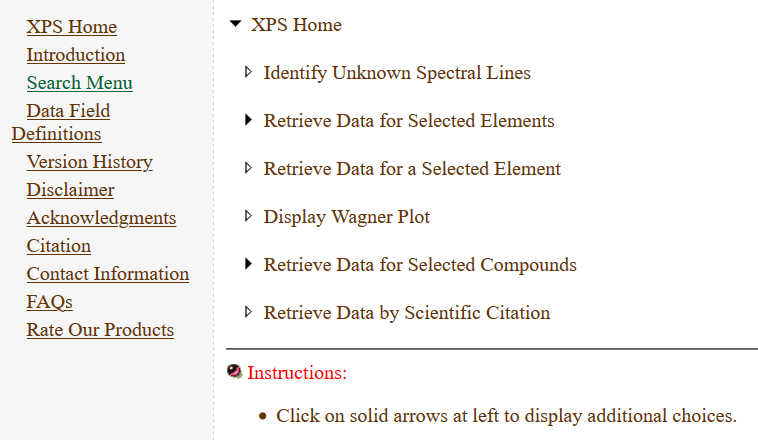 XPS Home
Introduction
Search Menu
Data Field
Definitions
Version History
Disclaimer
Acknowledgments
Citation
Contact Information
FAQs
Rate Our Products
XPS Home
Identify Unknown Spectral Lines
Retrieve Data for Selected Elements
Retrieve Data for a Selected Element
Display Wagner Plot
Retrieve Data for Selected Compounds
Retrieve Data by Scientific Citation
Instructions:
Click on solid arrows at left to display additional choices.